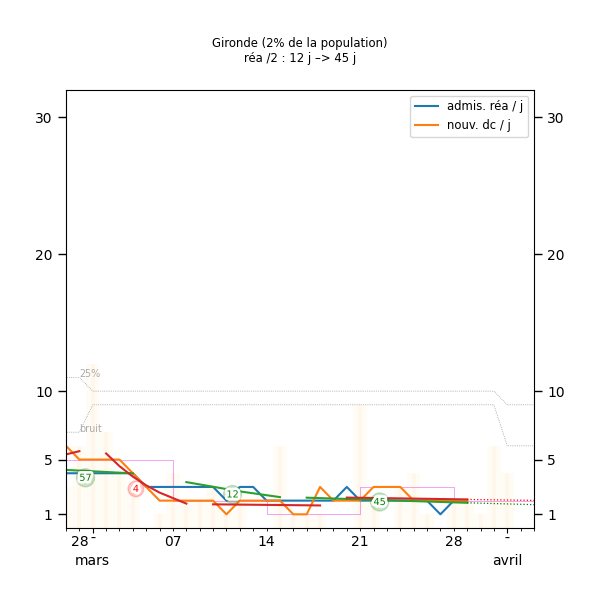 Gironde (2% de la population)
réa /2 : 12 j –> 45 j
admis. réa / j
nouv. dc / j
30 30
20 20
10 10
5 5
1 1
25%
bruit
57
4
12
45
28 - 07 14 21 28 -
mars avril